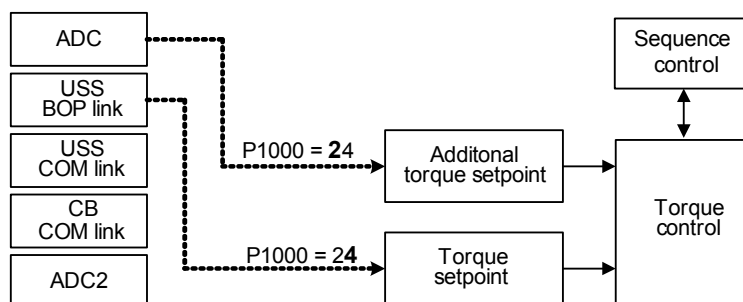 ADC
USS
BOP link
USS
COM link
CB
COM link
ADC2
P1000 = 24
P1000 = 24
Additonal
torque setpoint
Torque
setpoint
Sequence
control
Torque
control